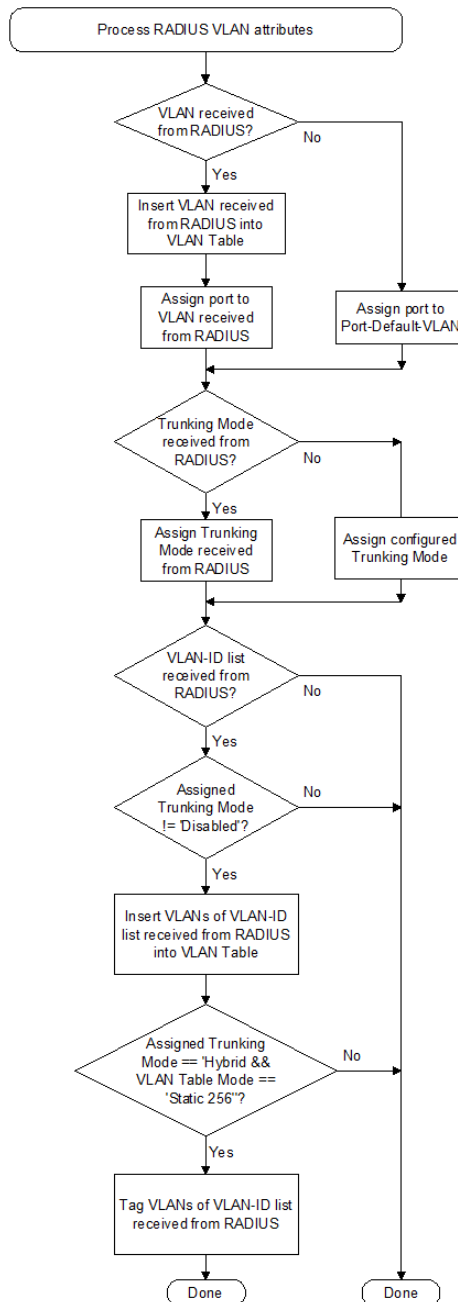 Process RADIUS VLAN attributes
VLAN received
from RADIUS?
No
Yes
Insert VLAN received
from RADIUS into
VLAN Table
Assign port to
VLAN received
from RADIUS
Assign port to
Port-Default-VLAN
Trunking Mode
received from
RADIUS?
No
Yes
Assign Trunking
Mode received
from RADIUS
Assign configured
Trunking Mode
VLAN-ID list
received from
RADIUS?
No
Yes
Assigned
Trunking Mode
!= 'Disabled'?
No
Yes
Insert VLANs of VLAN-ID
list received from RADIUS
into VLAN Table
Assigned Trunking
Mode == 'Hybrid &&
VLAN Table Mode ==
'Static 256''?
No
Yes
Tag VLANs of VLAN-ID list
received from RADIUS
Done
Done